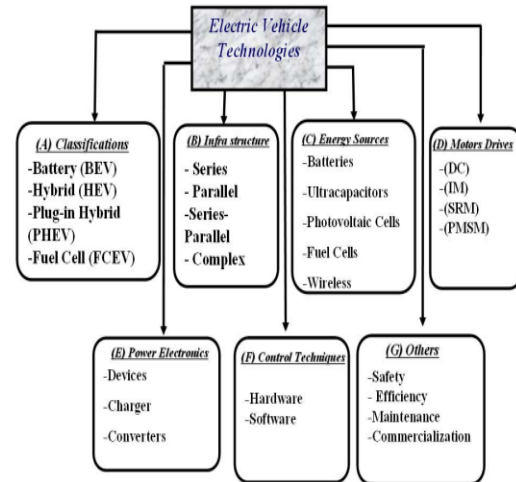 Electric Vehicle
Technologies
(A) Classifications
-Battery (BEV)
-Hybrid (HEV)
-Plug-in Hybrid
(PHEV)
-Fuel Cell (FCEV)
(B) Infra structure
- Series
- Parallel
-Series-
Parallel
- Complex
(C) Energy Sources
-Batteries
-Ultracapacitors
-Photovoltaic Cells
-Fuel Cells
-Wireless
(D) Motors Drives
-(DC)
-(IM)
-(SRM)
-(PMSM)
(E) Power Electronics
-Devices
-Charger
-Converters
(F) Control Techniques
-Hardware
-Software
(G) Others
-Safety
- Efficiency
-Maintenance
-Commercialization